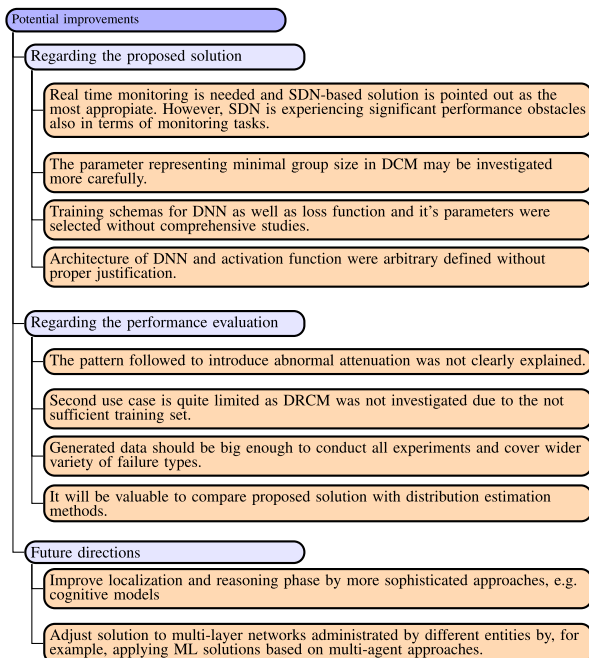 Potential improvements
Regarding the proposed solution
Real time monitoring is needed and SDN-based solution is pointed out as the
most appropiate. However, SDN is experiencing significant performance obstacles
also in terms of monitoring tasks.
The parameter representing minimal group size in DCM may be investigated
more carefully.
Training schemas for DNN as well as loss function and it's parameters were
selected without comprehensive studies.
Architecture of DNN and activation function were arbitrary defined without
proper justification.
Regarding the performance evaluation
The pattern followed to introduce abnormal attenuation was not clearly explained.
Second use case is quite limited as DRCM was not investigated due to the not
sufficient training set.
Generated data should be big enough to conduct all experiments and cover wider
variety of failure types.
It will be valuable to compare proposed solution with distribution estimation
methods.
Future directions
Improve localization and reasoning phase by more sophisticated approaches, e.g.
cognitive models
Adjust solution to multi-layer networks administrated by different entities by, for
example, applying ML solutions based on multi-agent approaches.